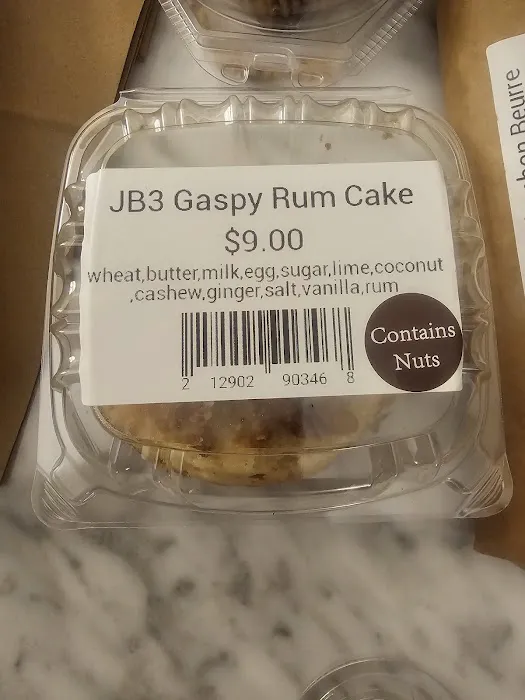 JB3 Gaspy Rum Cake
$9.00
wheat,butter,milk,egg,sugar,lime,coconut
,cashew,ginger,salt,vanilla,rum
Contains
Nuts
2 12902 90346 8
Beurre